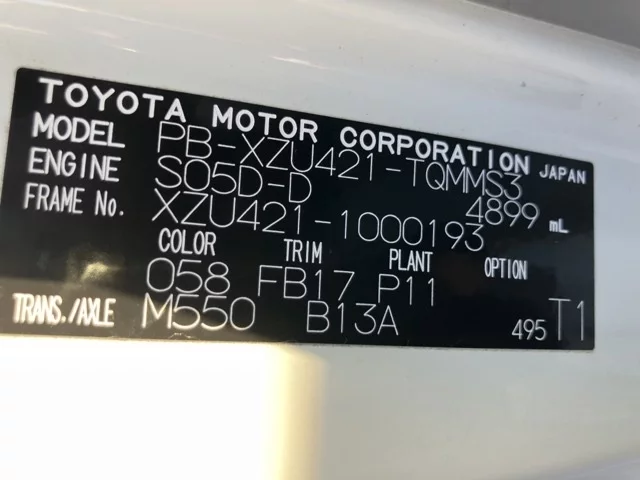 TOYOTA MOTOR CORPORATION JAPAN
MODEL PB-XZU421-TQMMS3
ENGINE S05D-D 4899 mL
FRAME No. XZU421-1000193
COLOR TRIM PLANT OPTION
058 FB17 P11
TRANS./AXLE M550 B13A 495 T1